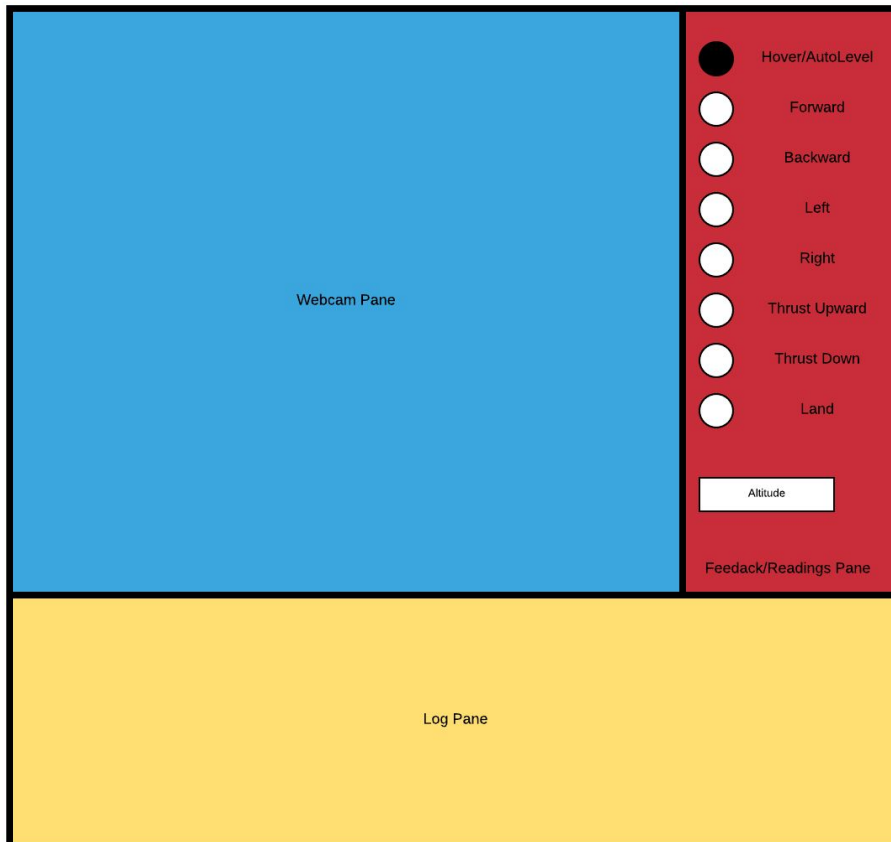 Hover/AutoLevel
Forward
Backward
Left
Right
Webcam Pane
Thrust Upward
Thrust Down
Land
Altitude
Feedack/Readings Pane
Log Pane